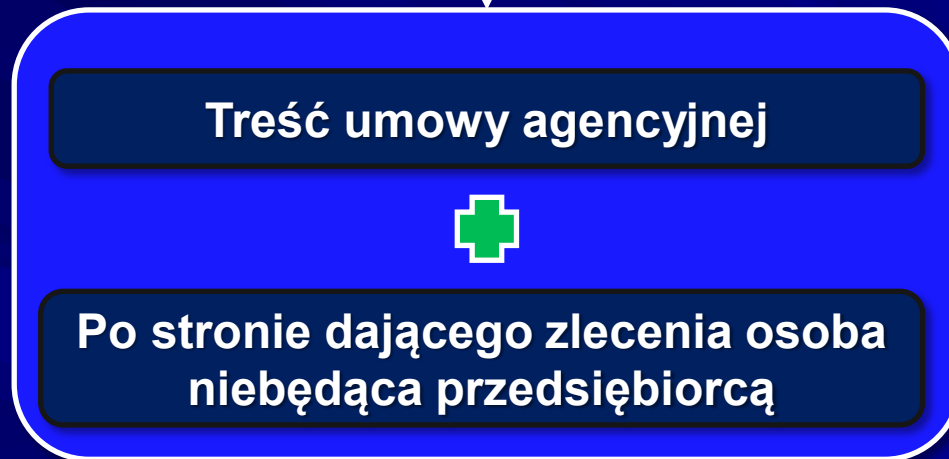 Treść umowy agencyjnej
Po stronie dającego zlecenia osoba
niebędąca przedsiębiorcą